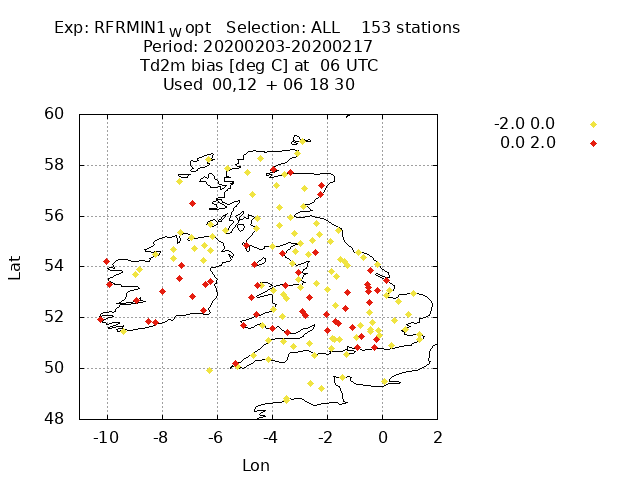 Exp: RFRMIN1_W opt   Selection: ALL    153 stations
Period: 20200203-20200217
Td2m bias [deg C] at  06 UTC
Used  00,12  + 06 18 30
-2.0 0.0
0.0 2.0
60
58
56
54
52
50
48
Lat
-10 -8 -6 -4 -2 0 2
Lon